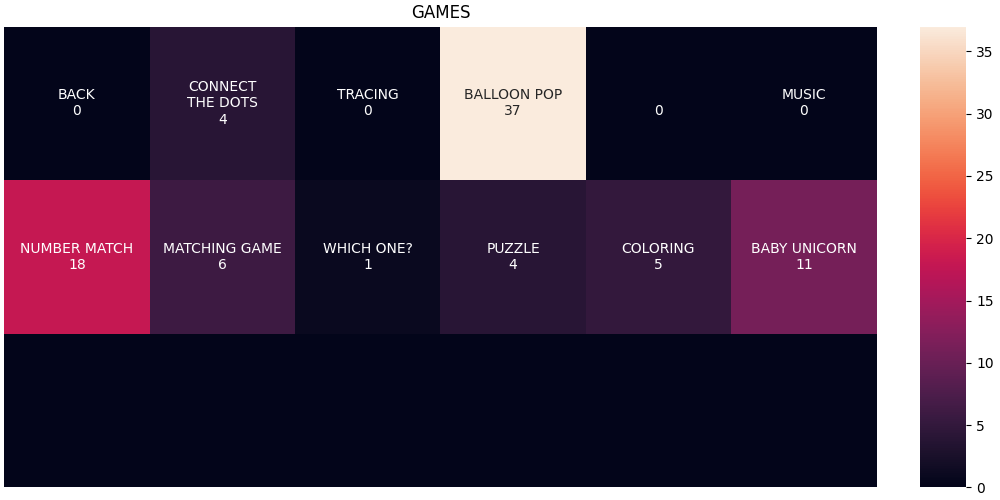 GAMES
BACK
0
CONNECT
THE DOTS
4
TRACING
0
BALLOON POP
37
0
MUSIC
0
NUMBER MATCH
18
MATCHING GAME
6
WHICH ONE?
1
PUZZLE
4
COLORING
5
BABY UNICORN
11
35
30
25
20
15
10
5
0